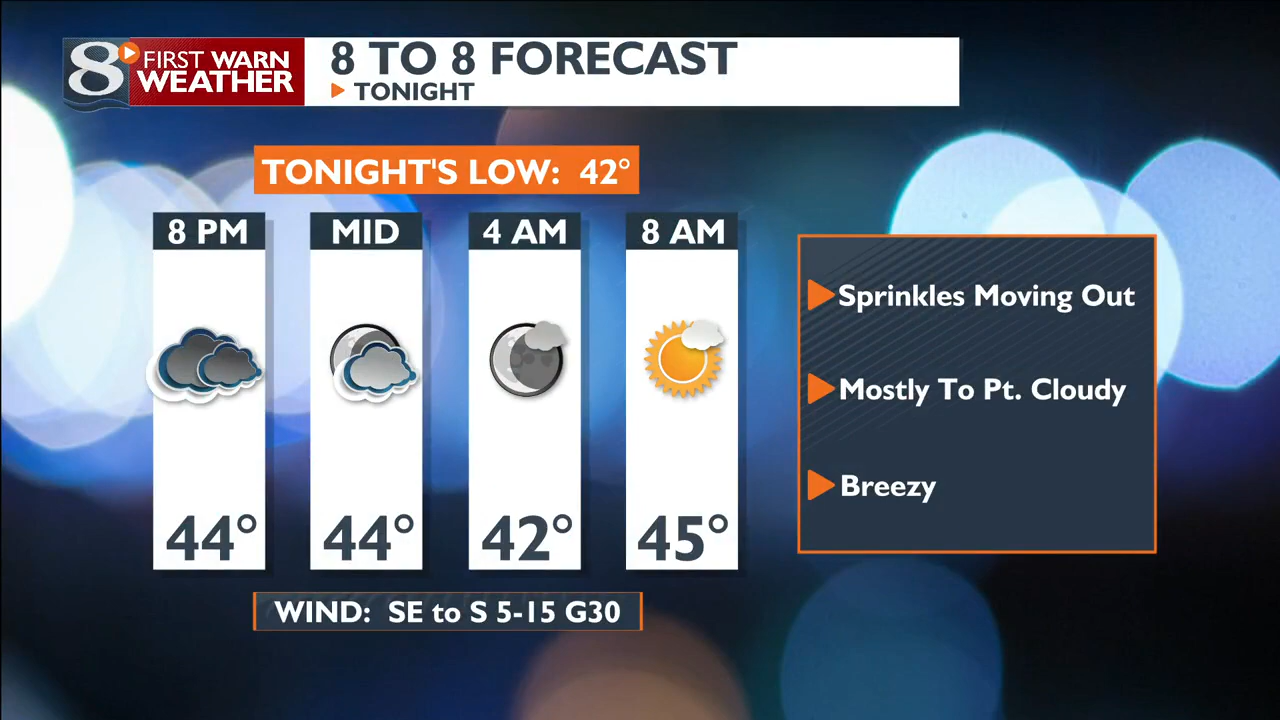 8 FIRST WARN
WEATHER
8 TO 8 FORECAST
TONIGHT
TONIGHT'S LOW: 42°
8 PM
MID
4 AM
8 AM
44°
44°
42°
45°
WIND: SE to S 5-15 G30
Sprinkles Moving Out
Mostly To Pt. Cloudy
Breezy